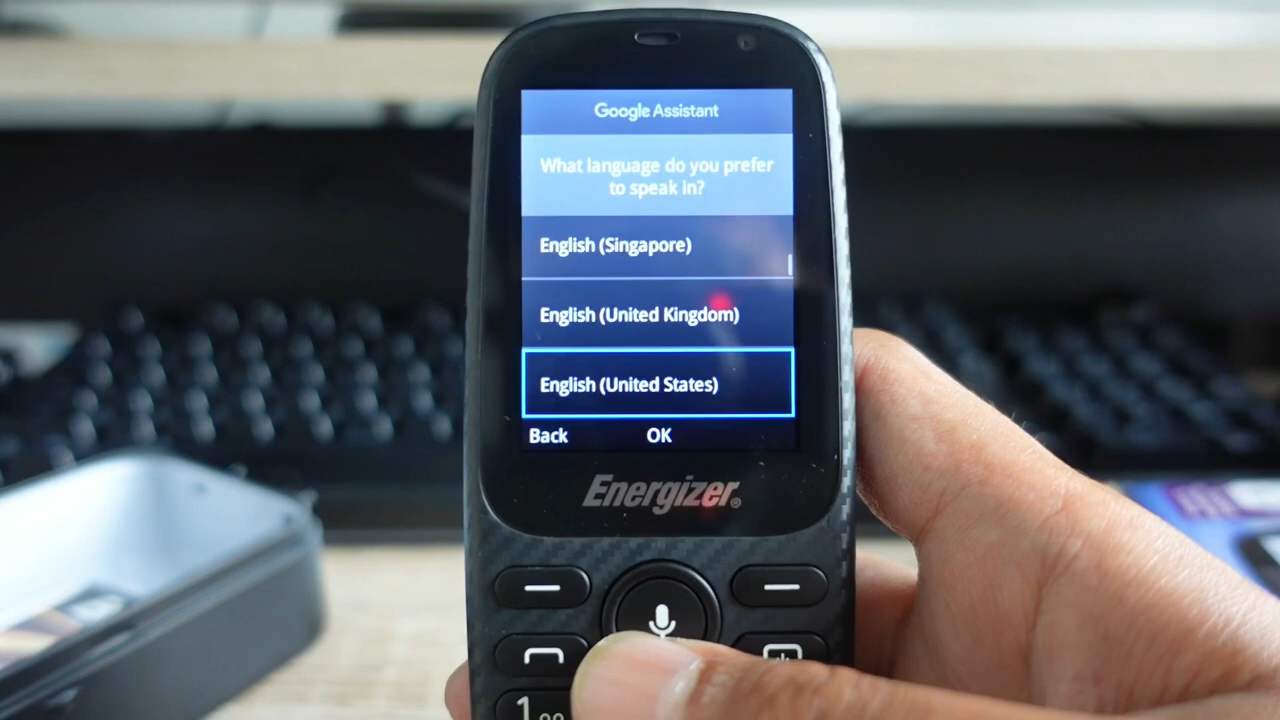 Google Assistant
What language do you prefer
to speak in?
English (Singapore)
English (United Kingdom)
English (United States)
Back OK
Energizer®
1